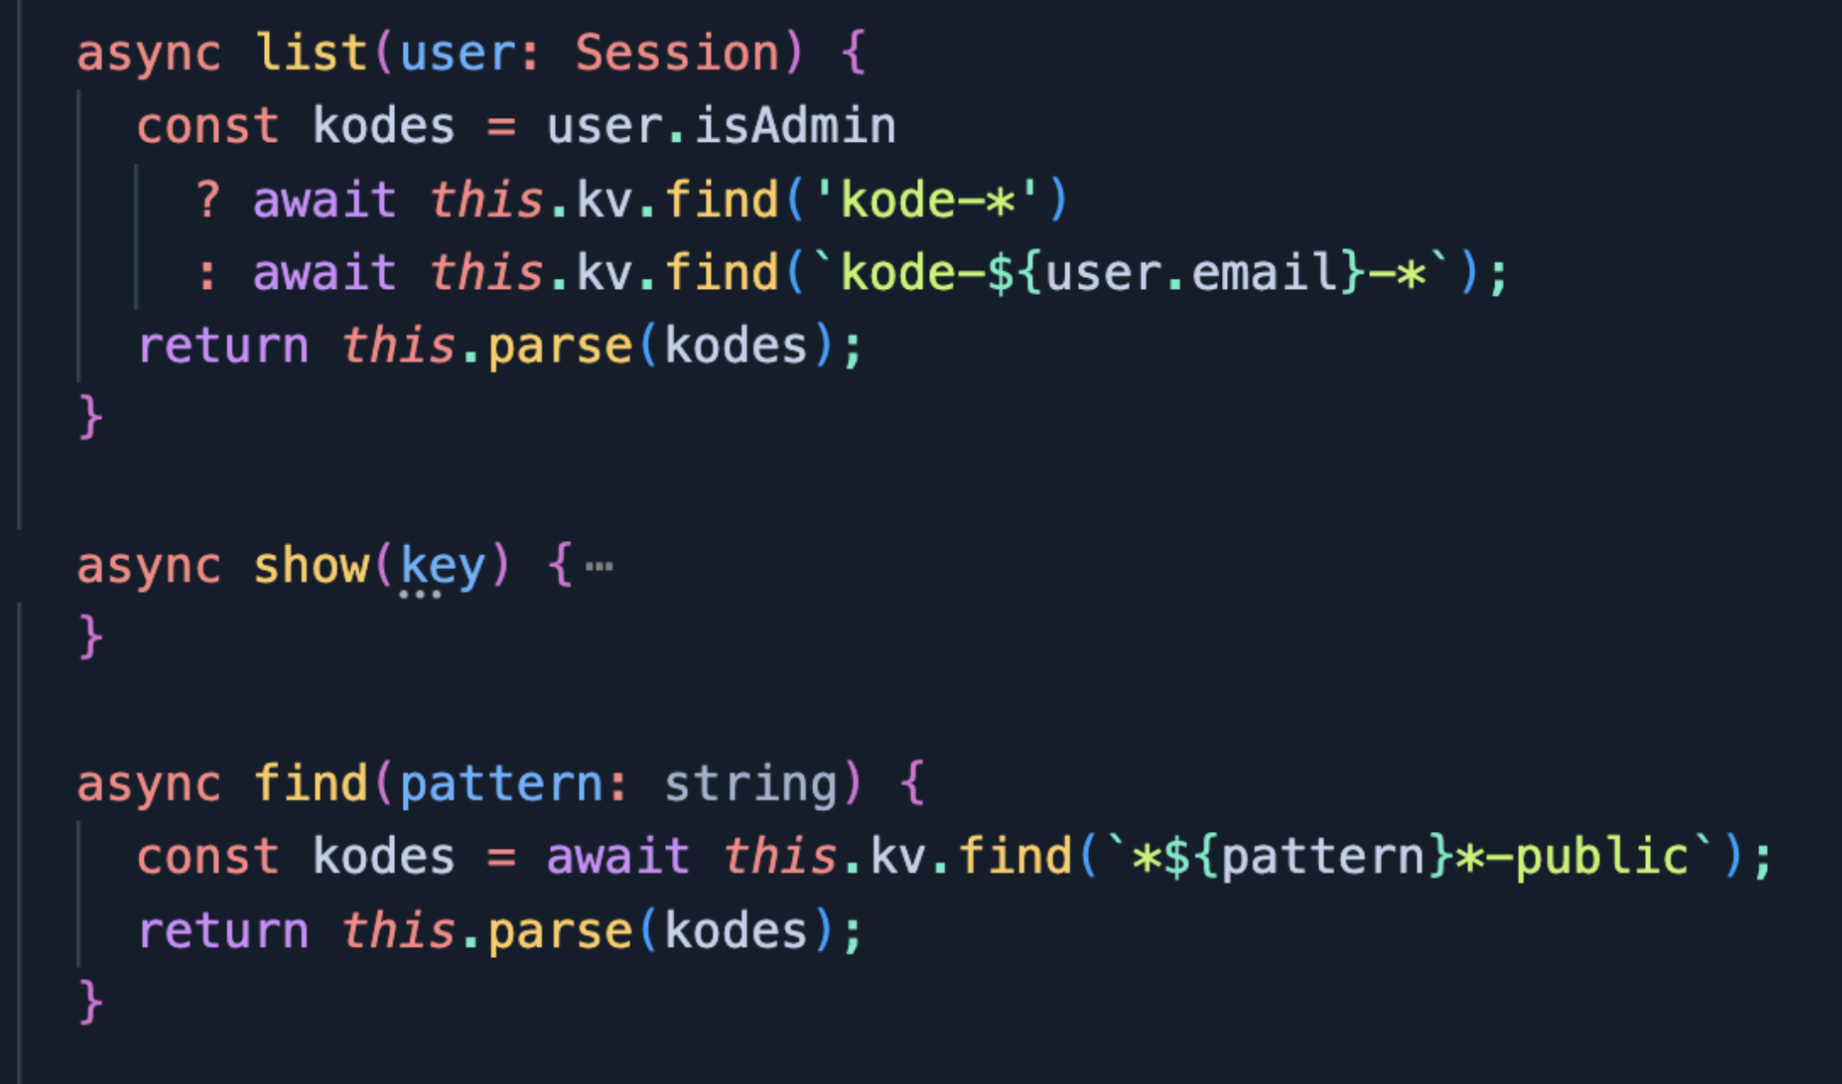 async list(user: Session) {
const kodes = user.isAdmin
? await this.kv.find('kode-*')
: await this.kv.find(`kode-${user.email}-*`);
return this.parse(kodes);
}
async show(key) {⋯
}
async find(pattern: string) {
const kodes = await this.kv.find(`*${pattern}*-public`);
return this.parse(kodes);
}